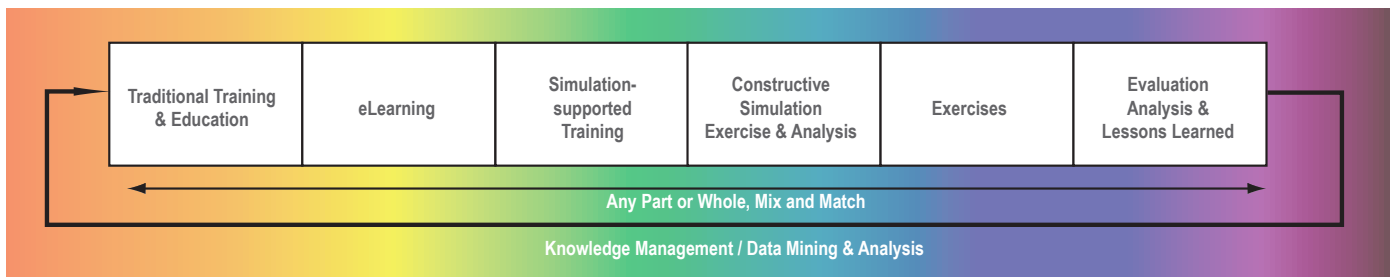 Traditional Training
& Education
eLearning
Simulation-
supported
Training
Constructive
Simulation
Exercise & Analysis
Exercises
Evaluation
Analysis &
Lessons Learned
Any Part or Whole, Mix and Match
Knowledge Management / Data Mining & Analysis